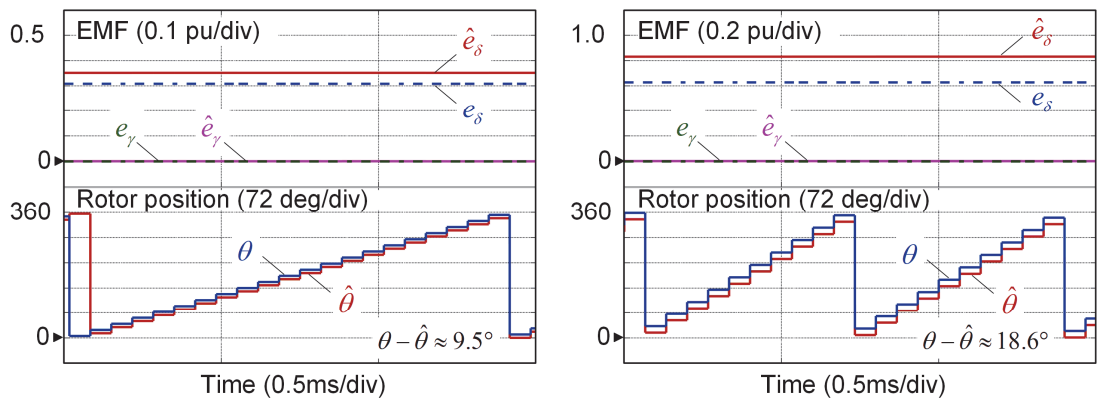 EMF (0.1 pu/div)
0.5
ê_δ
e_δ
e_γ
ê_γ
0
Rotor position (72 deg/div)
360
θ
θ̂
0
θ − θ̂ ≈ 9.5°
Time (0.5ms/div)
EMF (0.2 pu/div)
1.0
ê_δ
e_δ
e_γ
ê_γ
0
Rotor position (72 deg/div)
360
θ
θ̂
0
θ − θ̂ ≈ 18.6°
Time (0.5ms/div)